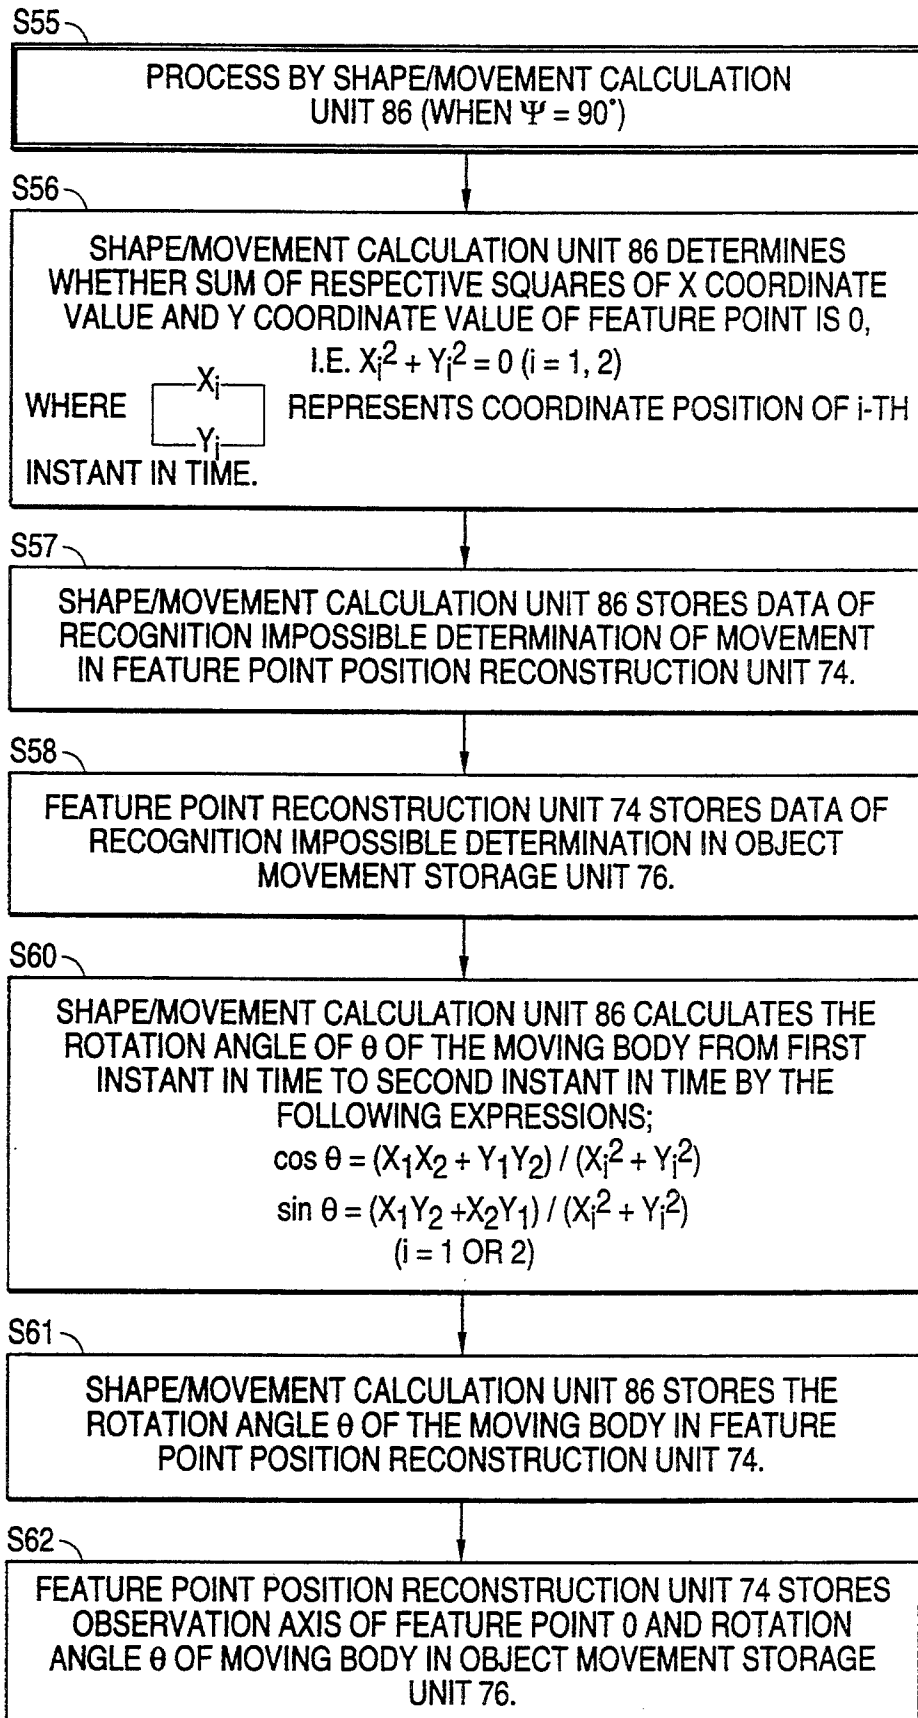 S55
PROCESS BY SHAPE/MOVEMENT CALCULATION
UNIT 86 (WHEN Ψ = 90°)
S56
SHAPE/MOVEMENT CALCULATION UNIT 86 DETERMINES
WHETHER SUM OF RESPECTIVE SQUARES OF X COORDINATE
VALUE AND Y COORDINATE VALUE OF FEATURE POINT IS 0,
I.E. Xi² + Yi² = 0 (i = 1, 2)
Xi
WHERE REPRESENTS COORDINATE POSITION OF i-TH
Yi
INSTANT IN TIME.
S57
SHAPE/MOVEMENT CALCULATION UNIT 86 STORES DATA OF
RECOGNITION IMPOSSIBLE DETERMINATION OF MOVEMENT
IN FEATURE POINT POSITION RECONSTRUCTION UNIT 74.
S58
FEATURE POINT RECONSTRUCTION UNIT 74 STORES DATA OF
RECOGNITION IMPOSSIBLE DETERMINATION IN OBJECT
MOVEMENT STORAGE UNIT 76.
S60
SHAPE/MOVEMENT CALCULATION UNIT 86 CALCULATES THE
ROTATION ANGLE OF θ OF THE MOVING BODY FROM FIRST
INSTANT IN TIME TO SECOND INSTANT IN TIME BY THE
FOLLOWING EXPRESSIONS;
cos θ = (X₁X₂ + Y₁Y₂) / (Xi² + Yi²)
sin θ = (X₁Y₂ +X₂Y₁) / (Xi² + Yi²)
(i = 1 OR 2)
S61
SHAPE/MOVEMENT CALCULATION UNIT 86 STORES THE
ROTATION ANGLE θ OF THE MOVING BODY IN FEATURE
POINT POSITION RECONSTRUCTION UNIT 74.
S62
FEATURE POINT POSITION RECONSTRUCTION UNIT 74 STORES
OBSERVATION AXIS OF FEATURE POINT 0 AND ROTATION
ANGLE θ OF MOVING BODY IN OBJECT MOVEMENT STORAGE
UNIT 76.